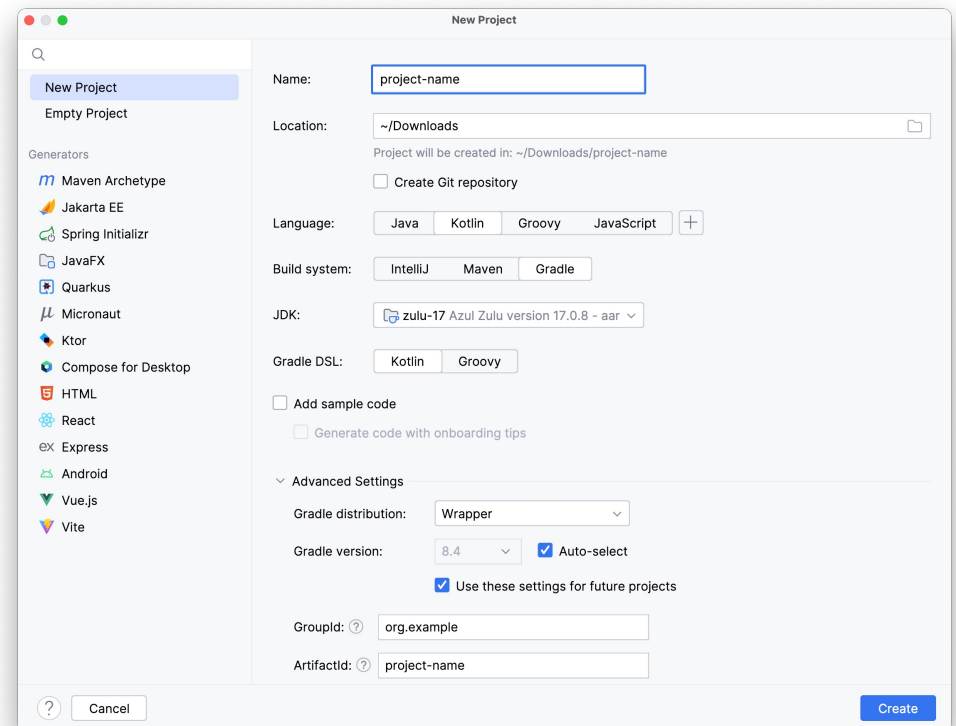 New Project
New Project
Empty Project
Generators
Maven Archetype
Jakarta EE
Spring Initializr
JavaFX
Quarkus
Micronaut
Ktor
Compose for Desktop
HTML
React
ex Express
Android
Vue.js
Vite
Name: project-name
Location: ~/Downloads
Project will be created in: ~/Downloads/project-name
Create Git repository
Language: Java Kotlin Groovy JavaScript
Build system: IntelliJ Maven Gradle
JDK: zulu-17 Azul Zulu version 17.0.8 - aar
Gradle DSL: Kotlin Groovy
Add sample code
Generate code with onboarding tips
Advanced Settings
Gradle distribution: Wrapper
Gradle version: 8.4 Auto-select
Use these settings for future projects
GroupId: ? org.example
ArtifactId: ? project-name
? Cancel Create